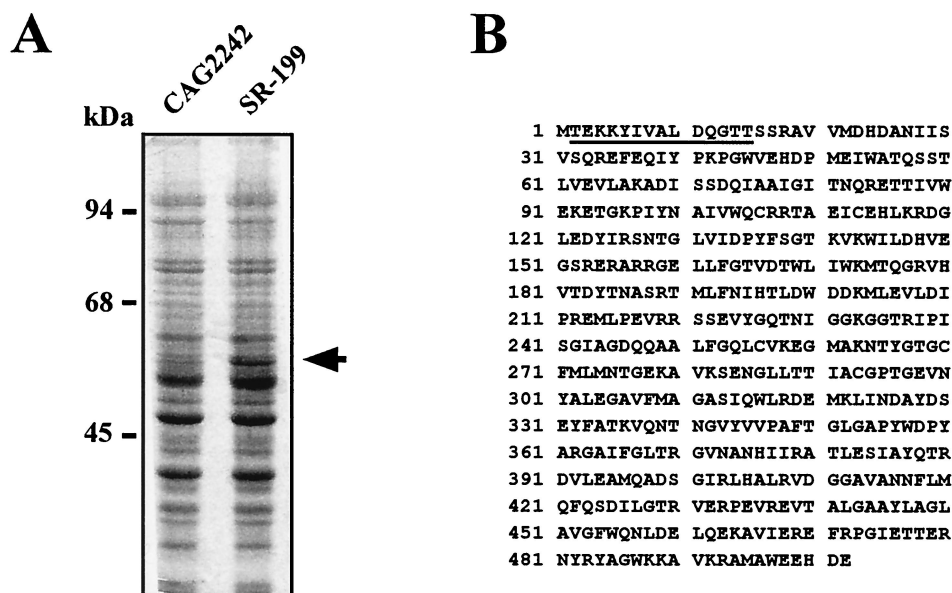 A
B
CAG2242
SR-199
kDa
94
68
45
1 MTEKKYIVAL DQGTTSSRAV VMDHDANIIS
31 VSQREFEQIY PKPGWVEHDP MEIWATQSST
61 LVEVLAKADI SSDQIAAIGI TNQRETTIVW
91 EKETGKPIYN AIVWQCRRTA EICEHLKRDG
121 LEDYIRSNTG LVIDPYFSGT KVKWILDHVE
151 GSRERARRGE LLFGTVDTWL IWKMTQGRVH
181 VTDYTNASRT MLFNIHTLDW DDKMLEVLDI
211 PREMLPEVRR SSEVYGQTNI GGKGGTRIPI
241 SGIAGDQQAA LFGQLCVKEG MAKNTYGTGC
271 FMLMNTGEKA VKSENGLLTT IACGPTGEVN
301 YALEGAVFMA GASIQWLRDE MKLINDAYDS
331 EYFATKVQNT NGVYVVPAFT GLGAPYWDPY
361 ARGAIFGLTR GVNANHIIRA TLESIAYQTR
391 DVLEAMQADS GIRLHALRVD GGAVANNFLM
421 QFQSDILGTR VERPEVREVT ALGAAYLAGL
451 AVGFWQNLDE LQEKAVIERE FRPGIETTER
481 NYRYAGWKKA VKRAMAWEEH DE